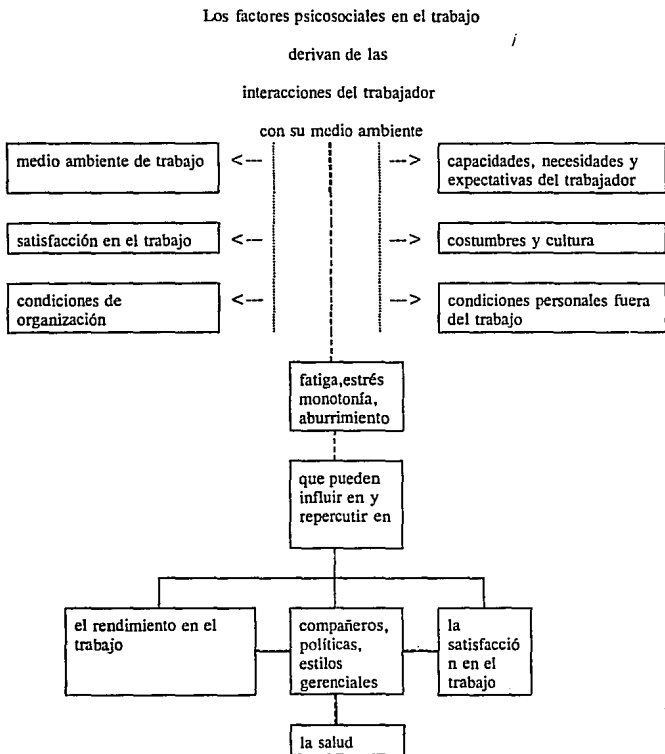 Los factores psicosociales en el trabajo
derivan de las
interacciones del trabajador
con su medio ambiente
medio ambiente de trabajo
<---
--->
capacidades, necesidades y
expectativas del trabajador
satisfacción en el trabajo
<---
--->
costumbres y cultura
condiciones de
organización
<---
--->
condiciones personales fuera
del trabajo
fatiga,estrés
monotonía,
aburrimiento
que pueden
influir en y
repercutir en
el rendimiento en el
trabajo
compañeros,
políticas,
estilos
gerenciales
la
satisfacció
n en el
trabajo
la salud